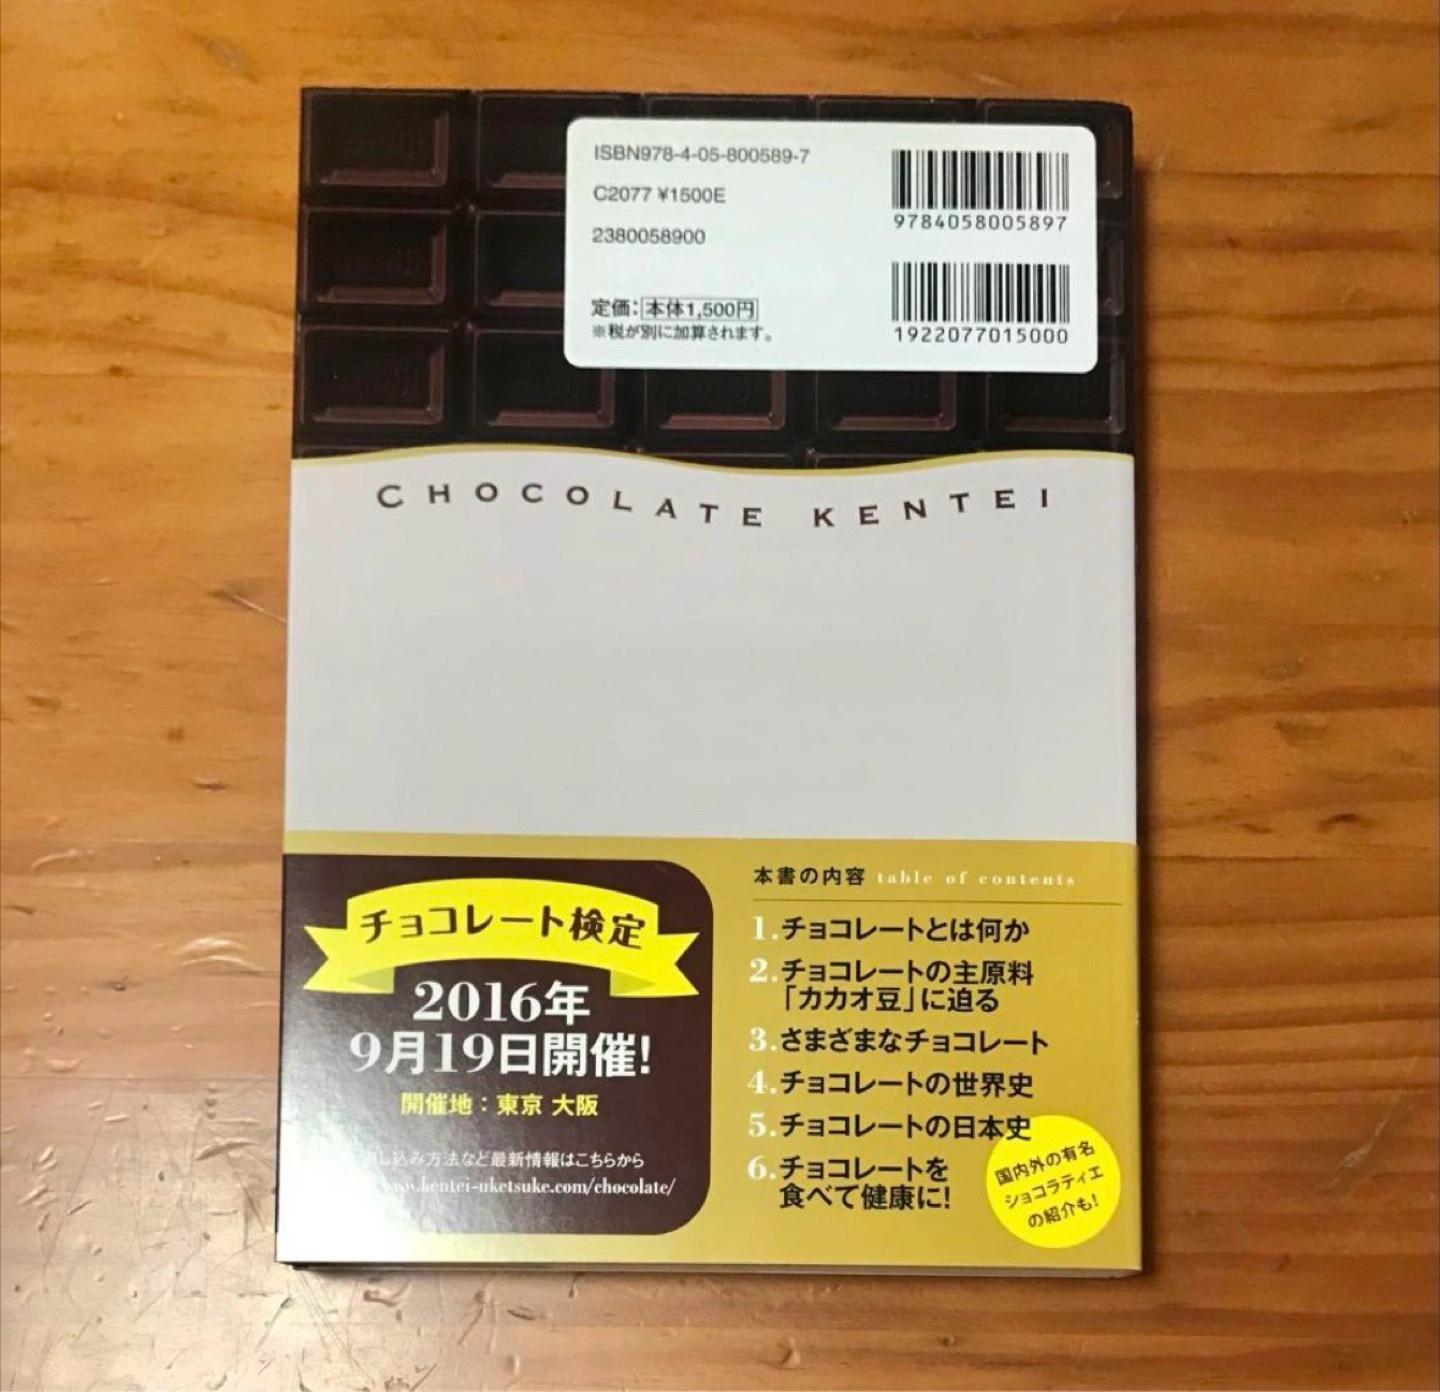 ISBN978-4-05-800589-7
C2077 ¥1500E
2380058900
定価：本体1,500円
※税が別に加算されます。
9784058005897
1922077015000
CHOCOLATE KENTEI
チョコレート検定
2016年
9月19日開催!
開催地：東京 大阪
し込み方法など最新情報はこちらから
www.kentei-uketsuke.com/chocolate/
本書の内容 table of contents
1.チョコレートとは何か
2.チョコレートの主原料
「カカオ豆」に迫る
3.さまざまなチョコレート
4.チョコレートの世界史
5.チョコレートの日本史
6.チョコレートを
食べて健康に!
国内外の有名
ショコラティエ
の紹介も!